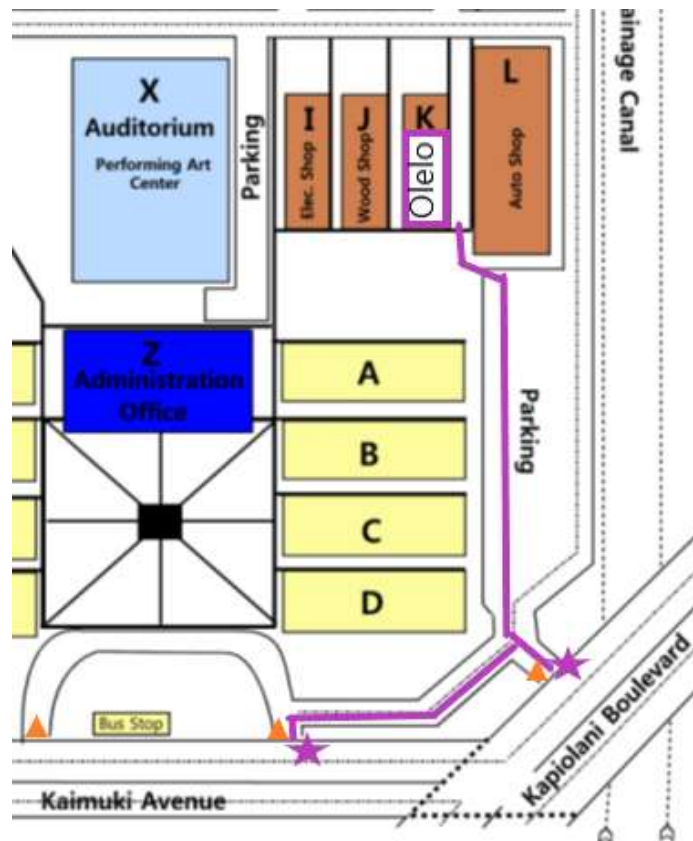 X
Auditorium
Performing Art
Center
Parking
I
Elec. Shop
J
Wood Shop
K
Olelo
L
Auto Shop
ainage Canal
Z
Administration
Office
A
B
C
D
Parking
Bus Stop
Kaimuki Avenue
Kapiolani Boulevard